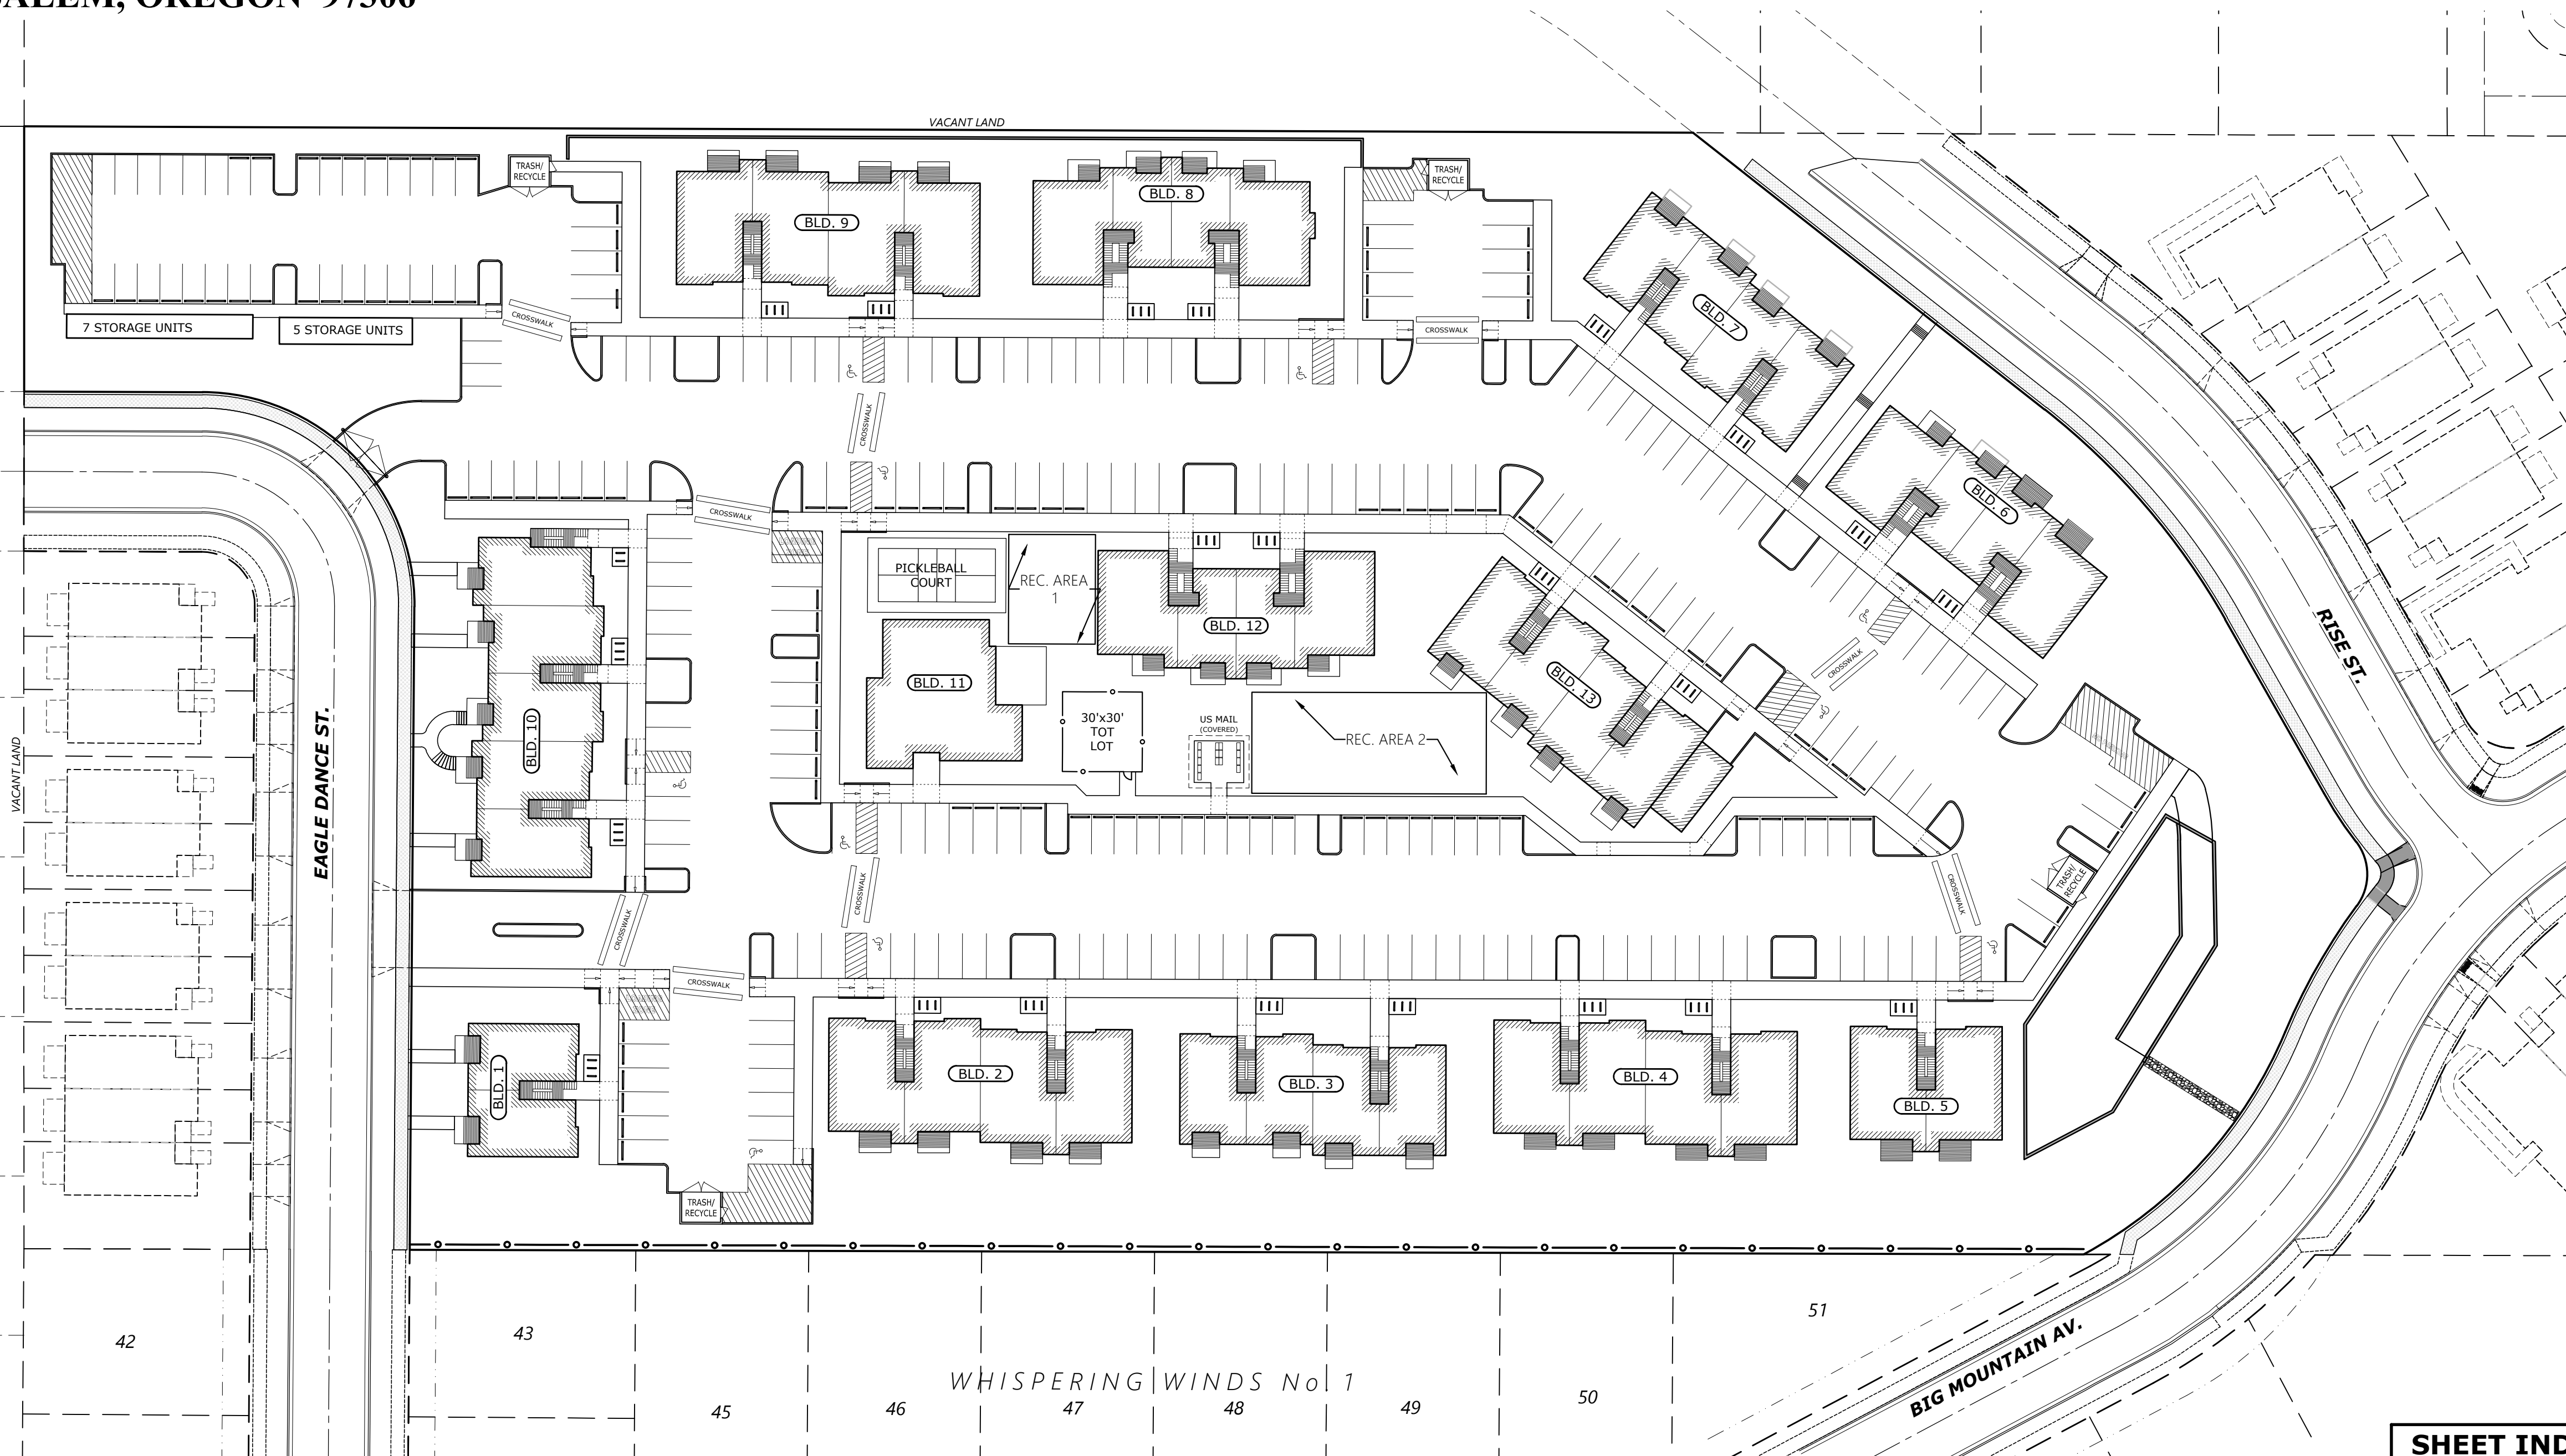 SALEM, OREGON 97306
VACANT LAND
TRASH/
RECYCLE
TRASH/
RECYCLE
BLD. 9
BLD. 8
BLD. 7
7 STORAGE UNITS
5 STORAGE UNITS
CROSSWALK
CROSSWALK
CROSSWALK
CROSSWALK
BLD. 6
PICKLEBALL
COURT
REC. AREA
1
BLD. 12
BLD. 11
BLD. 13
CROSSWALK
RISE ST.
BLD. 10
30'x30'
TOT
LOT
US MAIL
(COVERED)
REC. AREA 2
EAGLE DANCE ST.
VACANT LAND
CROSSWALK
CROSSWALK
CROSSWALK
TRASH/
RECYCLE
CROSSWALK
BLD. 1
BLD. 2
BLD. 3
BLD. 4
BLD. 5
TRASH/
RECYCLE
42
43
51
BIG MOUNTAIN AV.
WHISPERING WINDS No. 1
45
46
47
48
49
50
SHEET IND